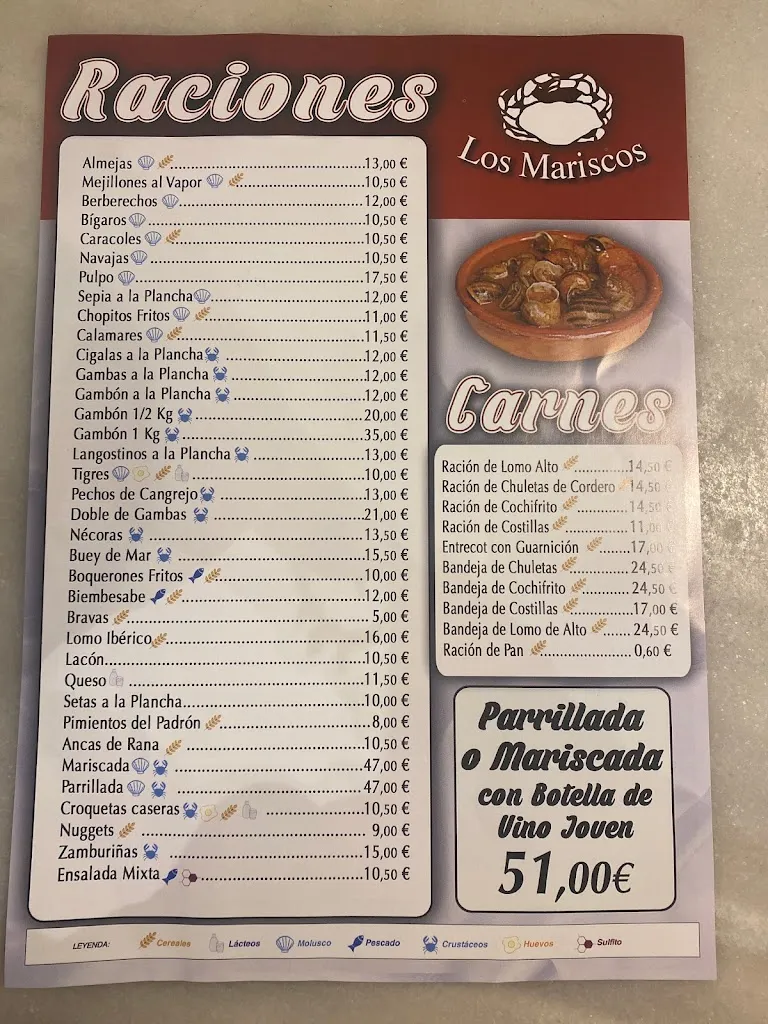 Raciones
Los Mariscos
Almejas 13,00 €
Mejillones al Vapor 10,50 €
Berberechos 12,00 €
Bígaros 10,50 €
Caracoles 10,50 €
Navajas 10,50 €
Pulpo 17,50 €
Sepia a la Plancha 12,00 €
Chopitos Fritos 11,00 €
Calamares 11,50 €
Cigalas a la Plancha 12,00 €
Gambas a la Plancha 12,00 €
Gambón a la Plancha 12,00 €
Gambón 1/2 Kg 20,00 €
Gambón 1 Kg 35,00 €
Langostinos a la Plancha 13,00 €
Tigres 10,00 €
Pechos de Cangrejo 13,00 €
Doble de Gambas 21,00 €
Nécoras 13,50 €
Buey de Mar 15,50 €
Boquerones Fritos 10,00 €
Biembesabe 12,00 €
Bravas 5,00 €
Lomo Ibérico 16,00 €
Lacón 10,50 €
Queso 11,50 €
Setas a la Plancha 10,00 €
Pimientos del Padrón 8,00 €
Ancas de Rana 10,50 €
Mariscada 47,00 €
Parrillada 47,00 €
Croquetas caseras 10,50 €
Nuggets 9,00 €
Zamburiñas 15,00 €
Ensalada Mixta 10,50 €
Carnes
Ración de Lomo Alto 14,50 €
Ración de Chuletas de Cordero 14,50 €
Ración de Cochifrito 14,50 €
Ración de Costillas 11,00 €
Entrecot con Guarnición 17,00 €
Bandeja de Chuletas 24,50 €
Bandeja de Cochifrito 24,50 €
Bandeja de Costillas 17,00 €
Bandeja de Lomo de Alto 24,50 €
Ración de Pan 0,60 €
Parrillada
o Mariscada
con Botella de
Vino Joven
51,00€
LEYENDA: Cereales Lácteos Molusco Pescado Crustáceos Huevos Sulfito